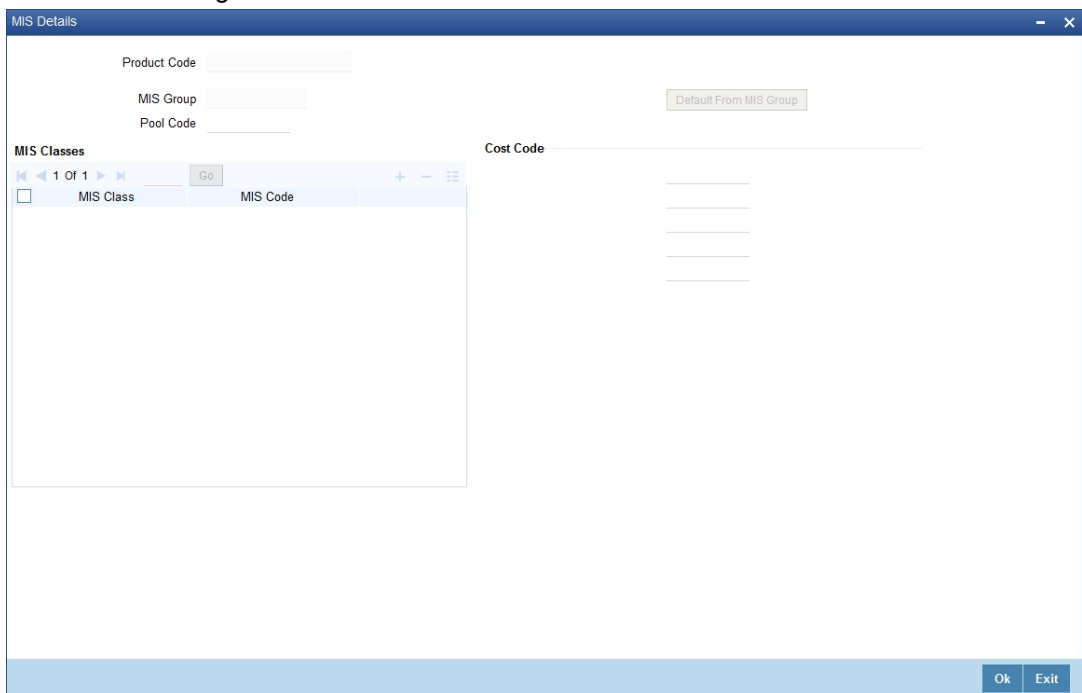 MIS Details
Product Code
MIS Group
Default From MIS Group
Pool Code
MIS Classes
Cost Code
1 Of 1
Go
MIS Class MIS Code
Ok Exit